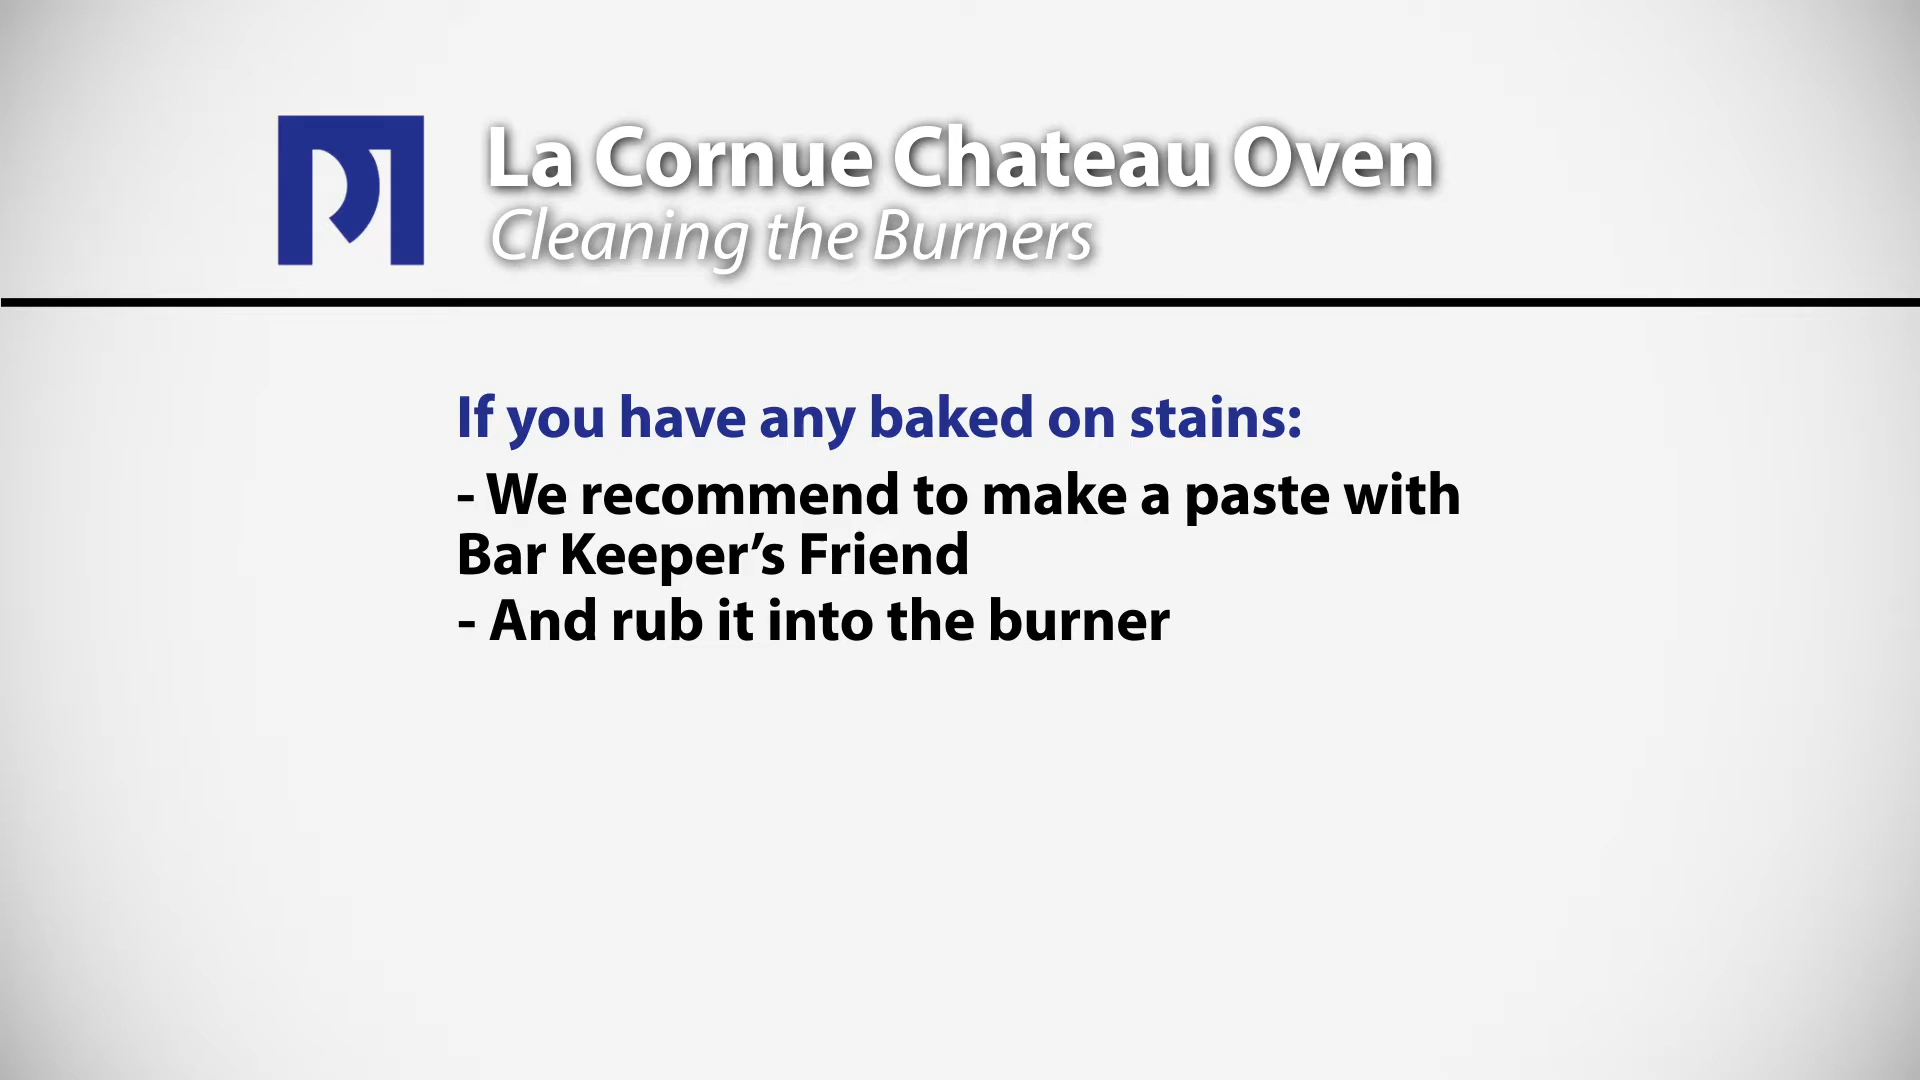 La Cornue Chateau Oven
Cleaning the Burners
If you have any baked on stains:
- We recommend to make a paste with
Bar Keeper’s Friend
- And rub it into the burner